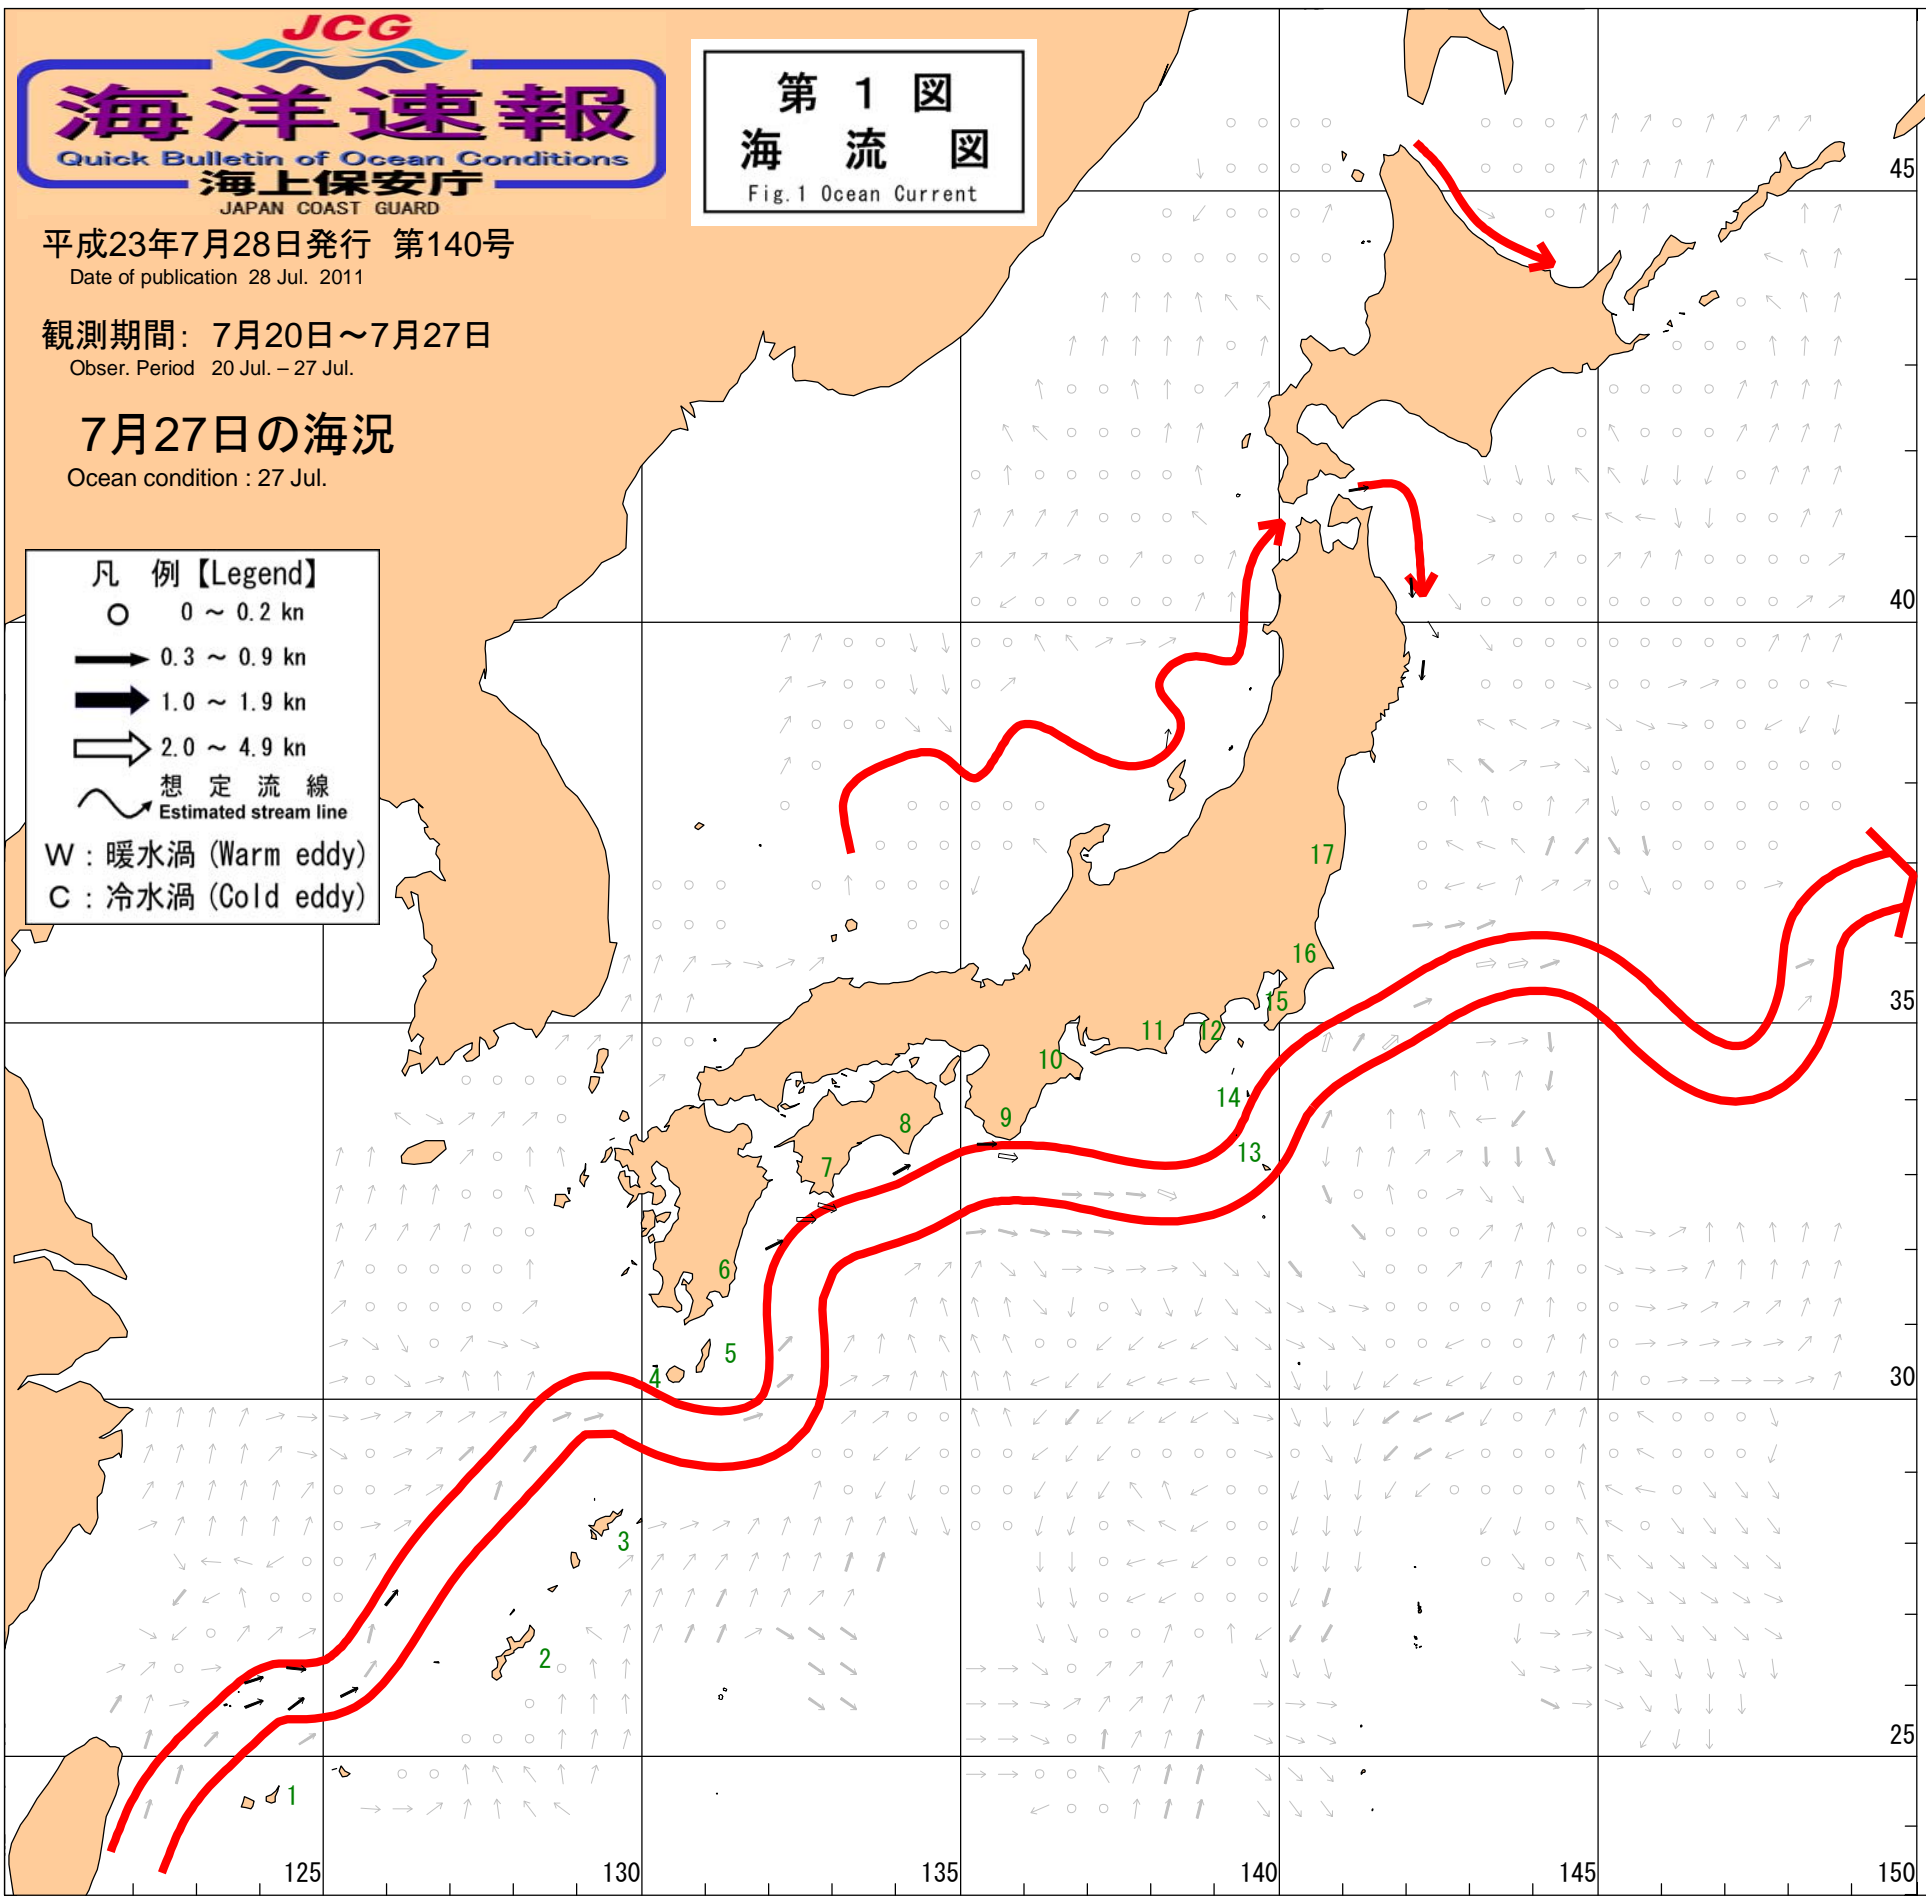 JCG
海洋速報
Quick Bulletin of Ocean Conditions
海上保安庁
JAPAN COAST GUARD
第 1 図
海 流 図
Fig.1 Ocean Current
平成23年7月28日発行 第140号
Date of publication 28 Jul. 2011
観測期間: 7月20日～7月27日
Obser. Period 20 Jul. – 27 Jul.
7月27日の海況
Ocean condition : 27 Jul.
凡 例【Legend】
0 ～ 0.2 kn
0.3 ～ 0.9 kn
1.0 ～ 1.9 kn
2.0 ～ 4.9 kn
想 定 流 線
Estimated stream line
W : 暖水渦 (Warm eddy)
C : 冷水渦 (Cold eddy)
45
40
17
16
35
15
12
11
10
14
9
8
13
7
6
5
4
30
3
2
25
1
125
130
135
140
145
150